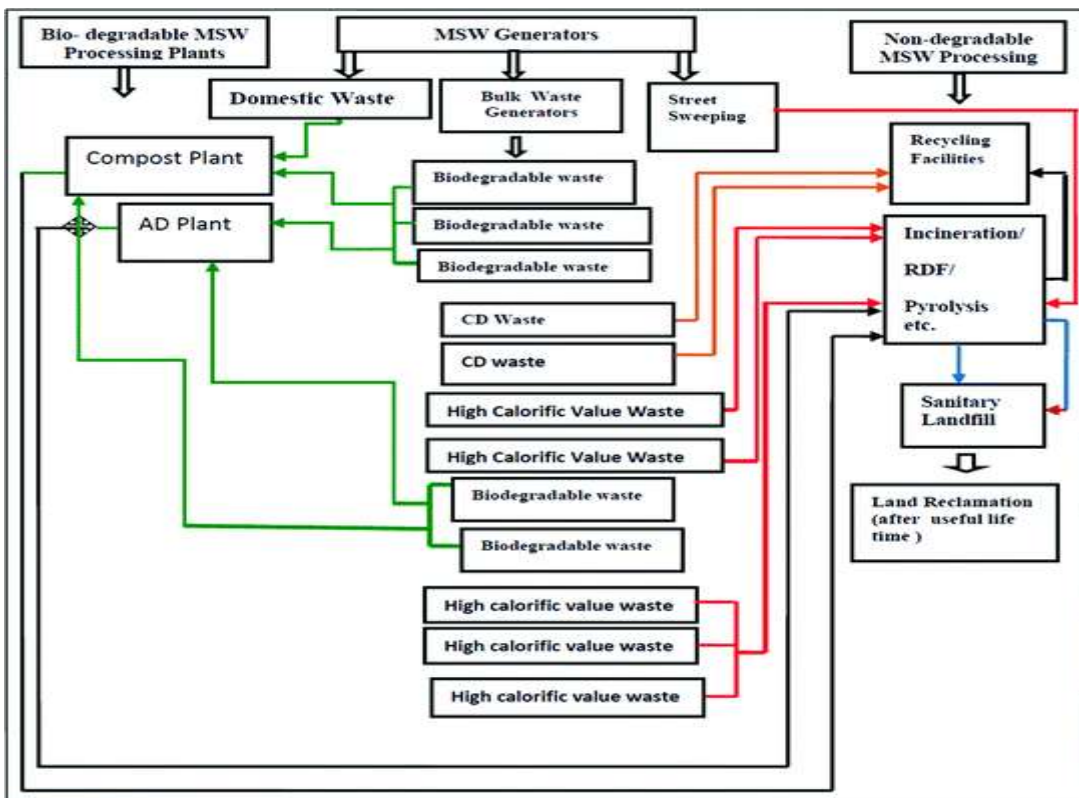 Bio- degradable MSW
Processing Plants
MSW Generators
Non-degradable
MSW Processing
Domestic Waste
Bulk Waste
Generators
Street
Sweeping
Compost Plant
AD Plant
Biodegradable waste
Biodegradable waste
Biodegradable waste
Recycling
Facilities
Incineration/
RDF/
Pyrolysis
etc.
CD Waste
CD waste
High Calorific Value Waste
High Calorific Value Waste
Sanitary
Landfill
Biodegradable waste
Biodegradable waste
Land Reclamation
(after useful life
time )
High calorific value waste
High calorific value waste
High calorific value waste